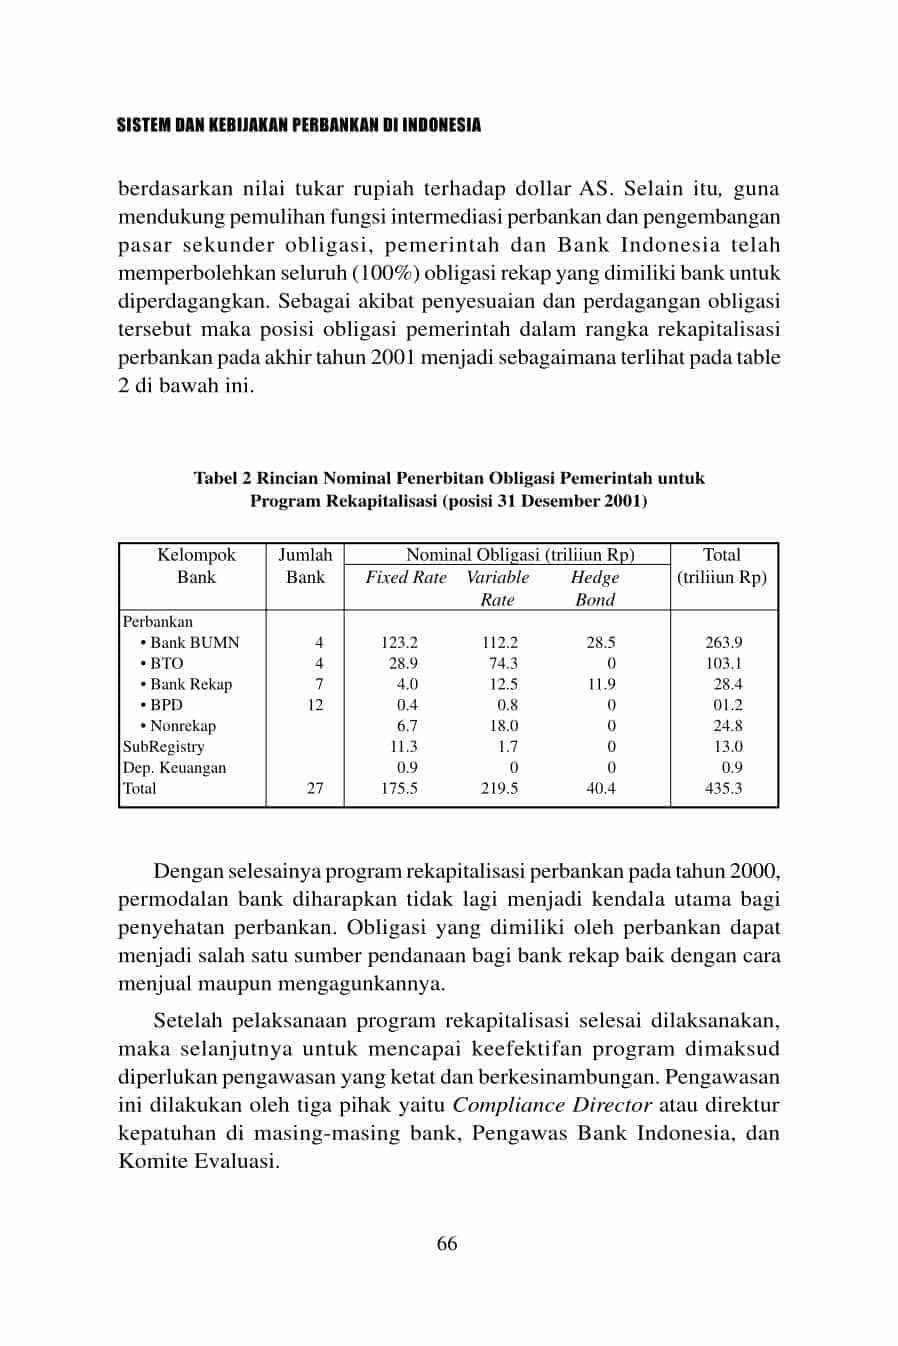 SISTEM DAN KEBIJAKAN PERBANKAN DI INDONESIA
berdasarkan nilai tukar rupiah terhadap dollar AS. Selain itu, guna
mendukung pemulihan fungsi intermediasi perbankan dan pengembangan
pasar sekunder obligasi, pemerintah dan Bank Indonesia telah
memperbolehkan seluruh (100%) obligasi rekap yang dimiliki bank untuk
diperdagangkan. Sebagai akibat penyesuaian dan perdagangan obligasi
tersebut maka posisi obligasi pemerintah dalam rangka rekapitalisasi
perbankan pada akhir tahun 2001 menjadi sebagaimana terlihat pada table
2 di bawah ini.
Tabel 2 Rincian Nominal Penerbitan Obligasi Pemerintah untuk
Program Rekapitalisasi (posisi 31 Desember 2001)
Kelompok Jumlah Nominal Obligasi (triliiun Rp) Total
Bank Bank Fixed Rate Variable Hedge (triliiun Rp)
Rate Bond
Perbankan
• Bank BUMN 4 123.2 112.2 28.5 263.9
• BTO 4 28.9 74.3 0 103.1
• Bank Rekap 7 4.0 12.5 11.9 28.4
• BPD 12 0.4 0.8 0 01.2
• Nonrekap 6.7 18.0 0 24.8
SubRegistry 11.3 1.7 0 13.0
Dep. Keuangan 0.9 0 0 0.9
Total 27 175.5 219.5 40.4 435.3
Dengan selesainya program rekapitalisasi perbankan pada tahun 2000,
permodalan bank diharapkan tidak lagi menjadi kendala utama bagi
penyehatan perbankan. Obligasi yang dimiliki oleh perbankan dapat
menjadi salah satu sumber pendanaan bagi bank rekap baik dengan cara
menjual maupun mengagunkannya.
Setelah pelaksanaan program rekapitalisasi selesai dilaksanakan,
maka selanjutnya untuk mencapai keefektifan program dimaksud
diperlukan pengawasan yang ketat dan berkesinambungan. Pengawasan
ini dilakukan oleh tiga pihak yaitu Compliance Director atau direktur
kepatuhan di masing-masing bank, Pengawas Bank Indonesia, dan
Komite Evaluasi.
66